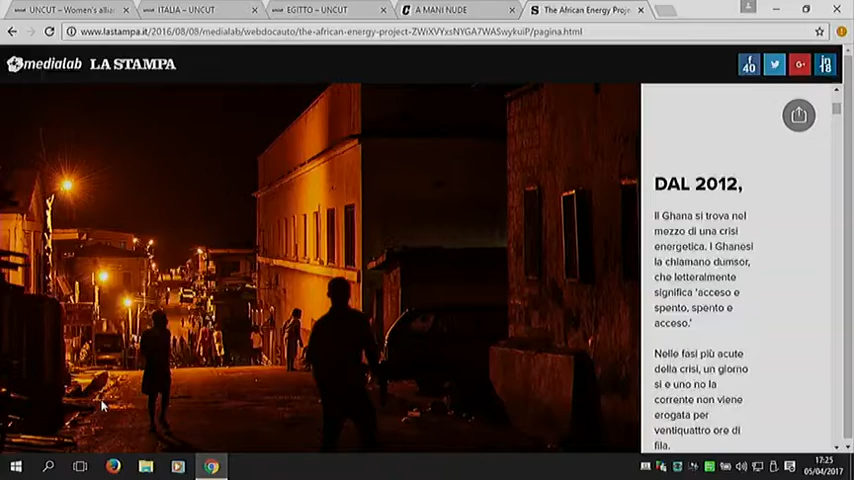 UNCUT – Women's allia
ITALIA – UNCUT
EGITTO – UNCUT
A MANI NUDE
The African Energy Proje
www.lastampa.it/2016/08/08/medialab/webdocauto/the-african-energy-project-ZWiXVYxsNYGA7WASwykuiP/pagina.html
medialab LA STAMPA
f 40
G+
in 18
DAL 2012,
Il Ghana si trova nel
mezzo di una crisi
energetica. I Ghanesi
la chiamano dumsor,
che letteralmente
significa 'acceso e
spento, spento e
acceso.'
Nelle fasi più acute
della crisi, un giorno
si e uno no la
corrente non viene
erogata per
ventiquattro ore di
fila.
17:25
05/04/2017